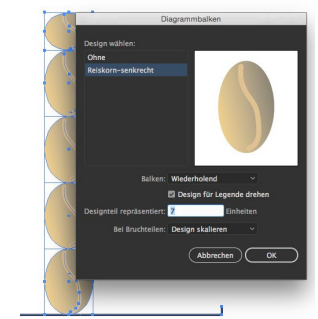 Diagrammbalken
Design wählen:
Ohne
Reiskorn-senkrecht
Balken: Wiederholend
Design für Legende drehen
Designteil repräsentiert: 7 Einheiten
Bei Bruchteilen: Design skalieren
Abbrechen OK